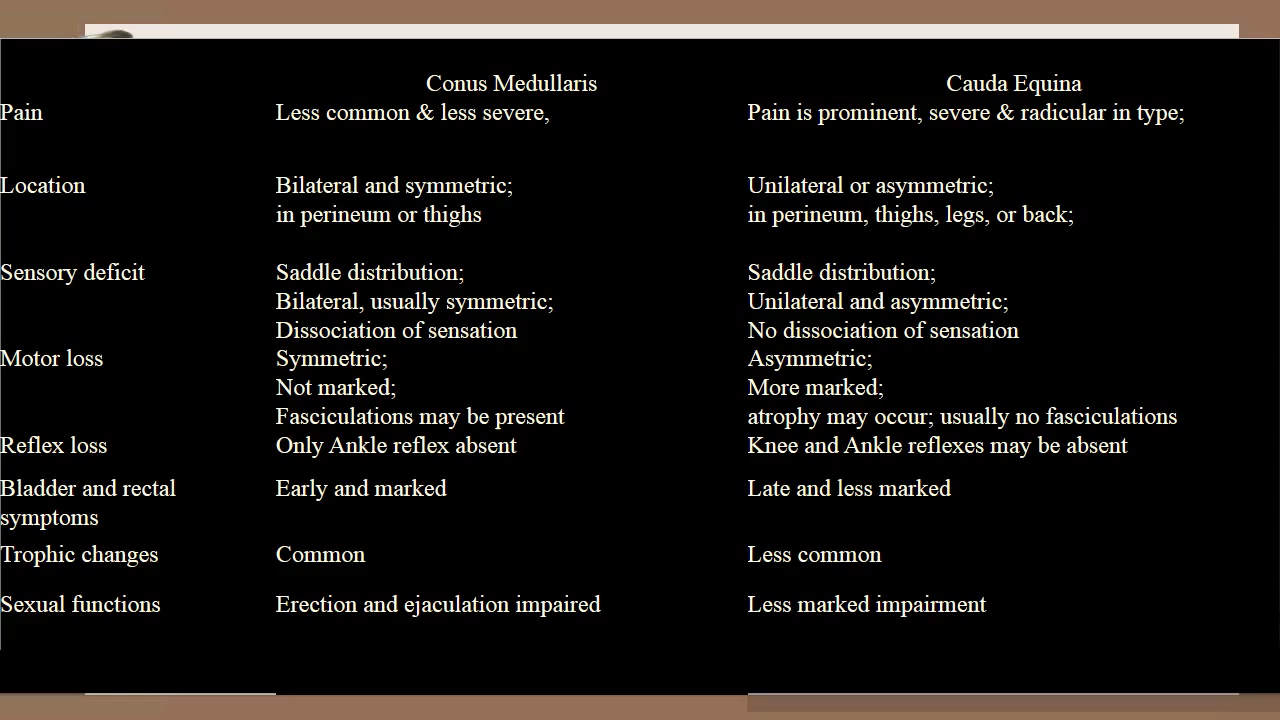 Conus Medullaris Cauda Equina
Pain Less common & less severe, Pain is prominent, severe & radicular in type;
Location Bilateral and symmetric; Unilateral or asymmetric;
in perineum or thighs in perineum, thighs, legs, or back;
Sensory deficit Saddle distribution; Saddle distribution;
Bilateral, usually symmetric; Unilateral and asymmetric;
Dissociation of sensation No dissociation of sensation
Motor loss Symmetric; Asymmetric;
Not marked; More marked;
Fasciculations may be present atrophy may occur; usually no fasciculations
Reflex loss Only Ankle reflex absent Knee and Ankle reflexes may be absent
Bladder and rectal Early and marked Late and less marked
symptoms
Trophic changes Common Less common
Sexual functions Erection and ejaculation impaired Less marked impairment